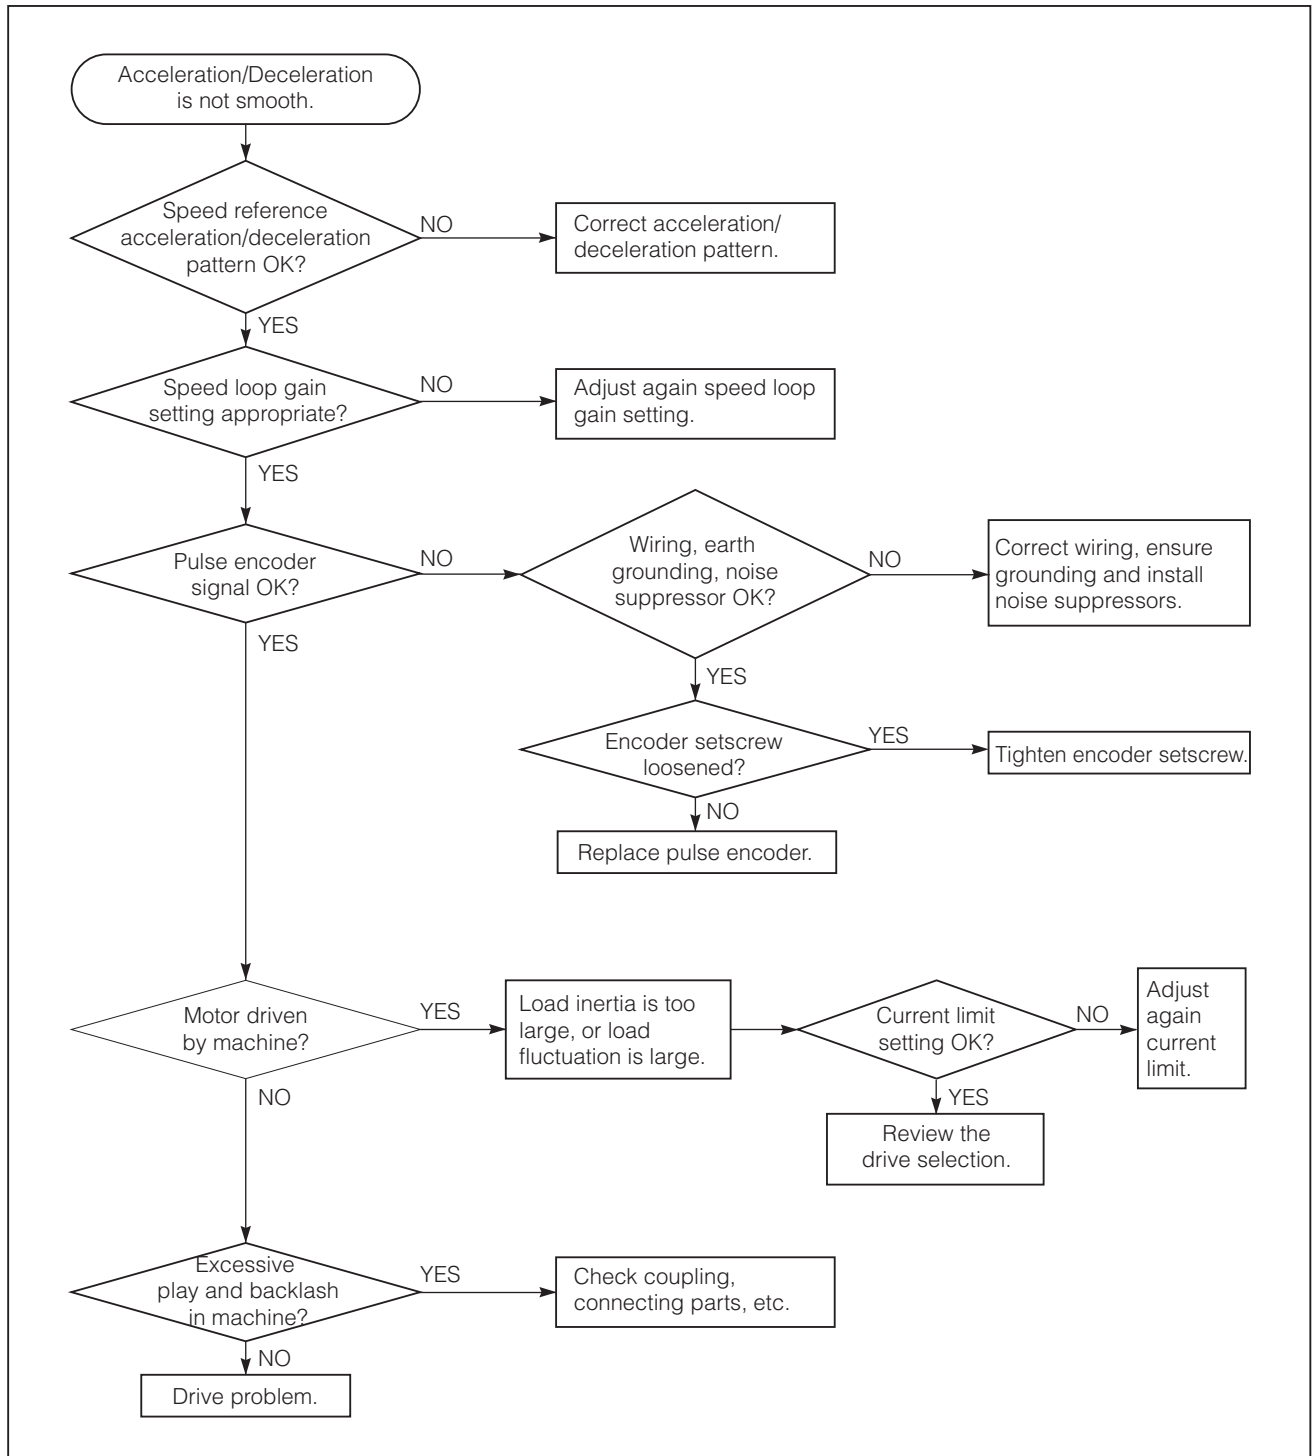 Acceleration/Deceleration
is not smooth.
Speed reference
acceleration/deceleration
pattern OK?
NO
Correct acceleration/
deceleration pattern.
YES
Speed loop gain
setting appropriate?
NO
Adjust again speed loop
gain setting.
YES
Pulse encoder
signal OK?
NO
Wiring, earth
grounding, noise
suppressor OK?
NO
Correct wiring, ensure
grounding and install
noise suppressors.
YES
YES
Encoder setscrew
loosened?
YES
Tighten encoder setscrew.
NO
Replace pulse encoder.
Motor driven
by machine?
YES
Load inertia is too
large, or load
fluctuation is large.
Current limit
setting OK?
NO
Adjust
again
current
limit.
NO
YES
Review the
drive selection.
Excessive
play and backlash
in machine?
YES
Check coupling,
connecting parts, etc.
NO
Drive problem.